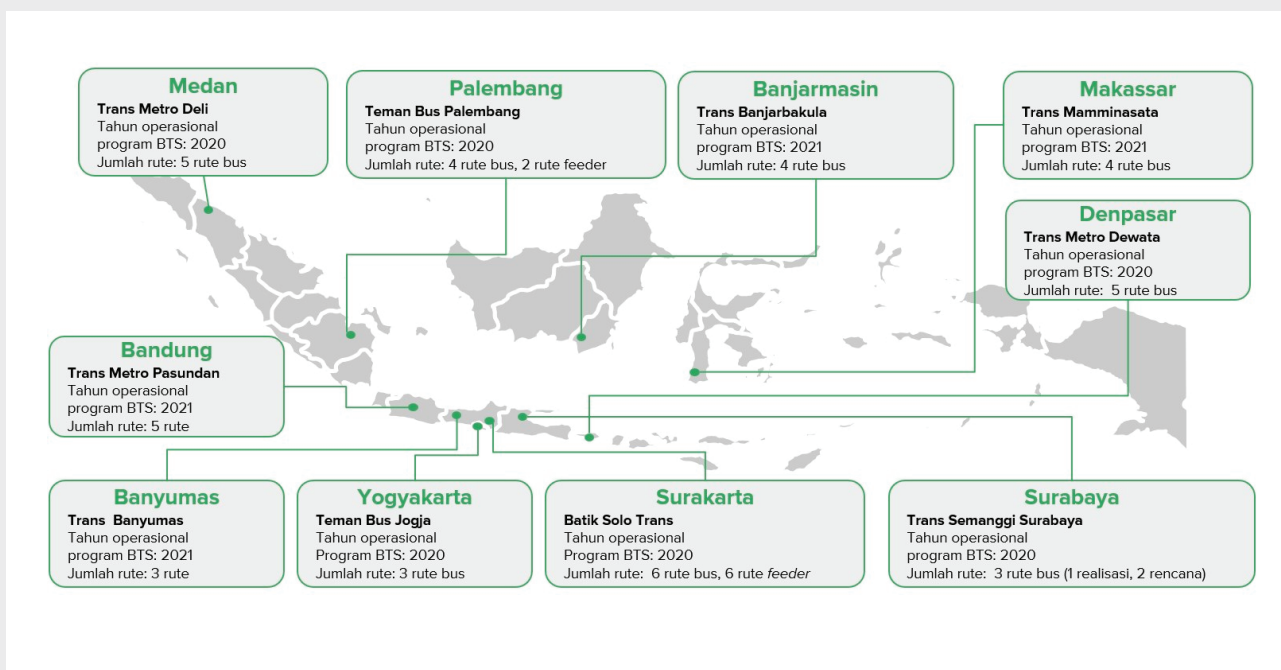 Medan
Trans Metro Deli
Tahun operasional
program BTS: 2020
Jumlah rute: 5 rute bus
Palembang
Teman Bus Palembang
Tahun operasional
program BTS: 2020
Jumlah rute: 4 rute bus, 2 rute feeder
Banjarmasin
Trans Banjarbakula
Tahun operasional
program BTS: 2021
Jumlah rute: 4 rute bus
Makassar
Trans Mamminasata
Tahun operasional
program BTS: 2021
Jumlah rute: 4 rute bus
Denpasar
Trans Metro Dewata
Tahun operasional
program BTS: 2020
Jumlah rute:  5 rute bus
Bandung
Trans Metro Pasundan
Tahun operasional
program BTS: 2021
Jumlah rute: 5 rute
Banyumas
Trans  Banyumas
Tahun operasional
program BTS: 2021
Jumlah rute: 3 rute
Yogyakarta
Teman Bus Jogja
Tahun operasional
Program BTS: 2020
Jumlah rute: 3 rute bus
Surakarta
Batik Solo Trans
Tahun operasional
Program BTS: 2020
Jumlah rute:  6 rute bus, 6 rute feeder
Surabaya
Trans Semanggi Surabaya
Tahun operasional
program BTS: 2020
Jumlah rute:  3 rute bus (1 realisasi, 2 rencana)